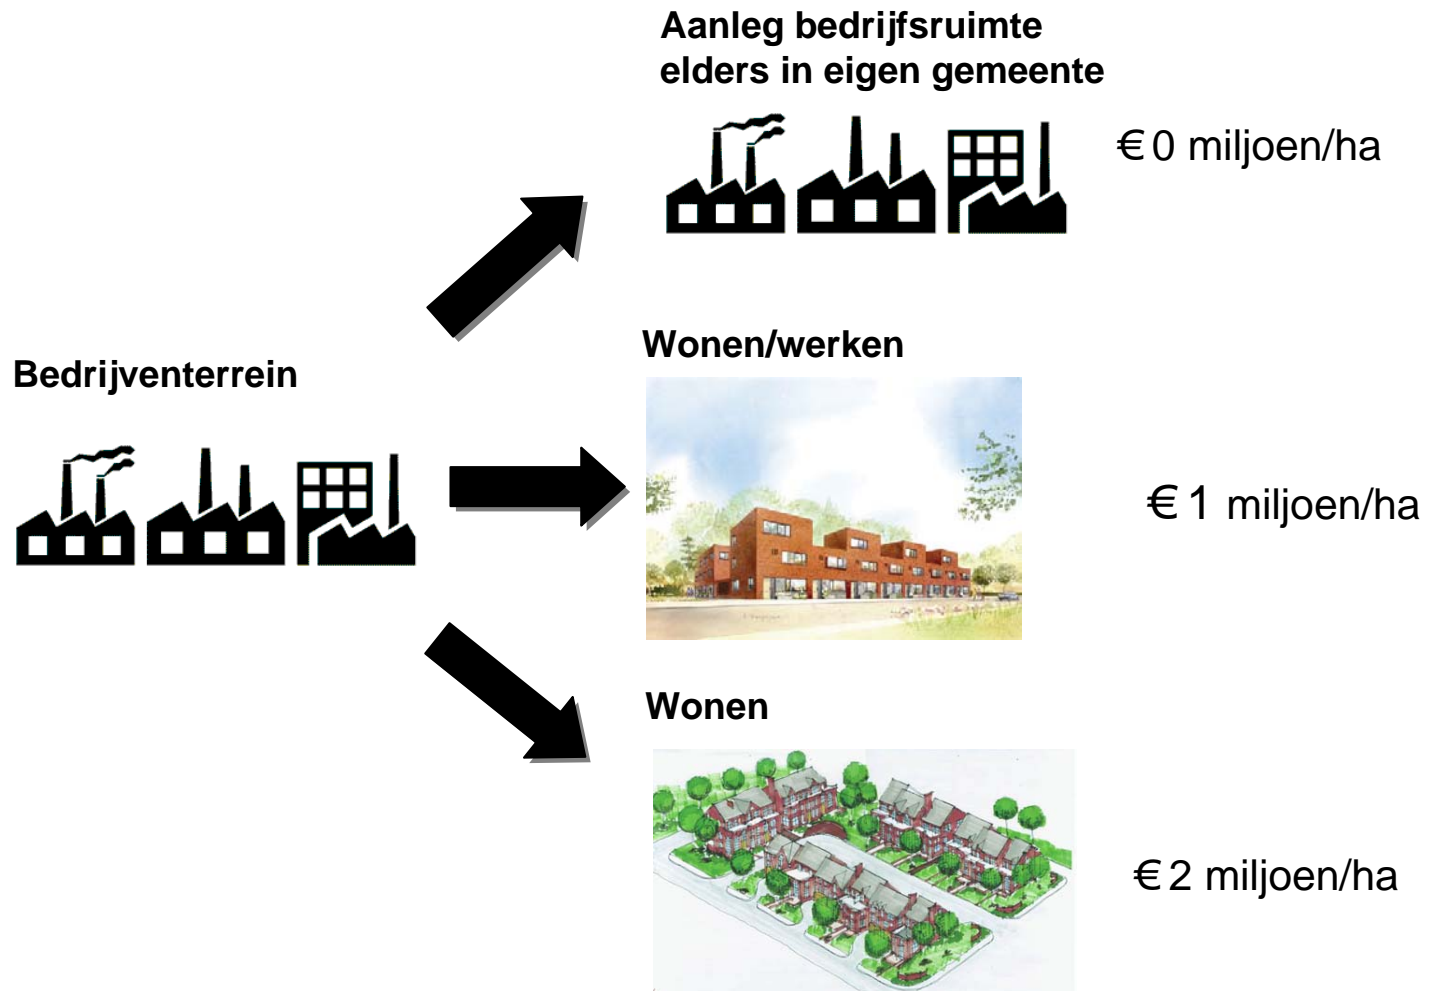 Aanleg bedrijfsruimte
elders in eigen gemeente
€ 0 miljoen/ha
Bedrijventerrein
Wonen/werken
€ 1 miljoen/ha
Wonen
€ 2 miljoen/ha